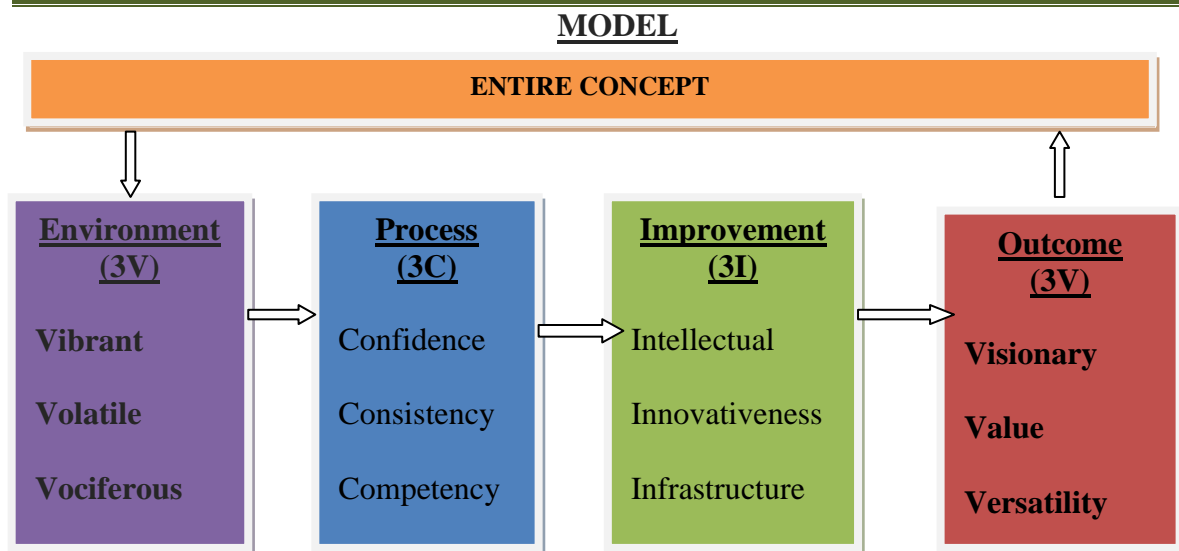 MODEL
ENTIRE CONCEPT
Environment
(3V)
Vibrant
Volatile
Vociferous
Process
(3C)
Confidence
Consistency
Competency
Improvement
(3I)
Intellectual
Innovativeness
Infrastructure
Outcome
(3V)
Visionary
Value
Versatility